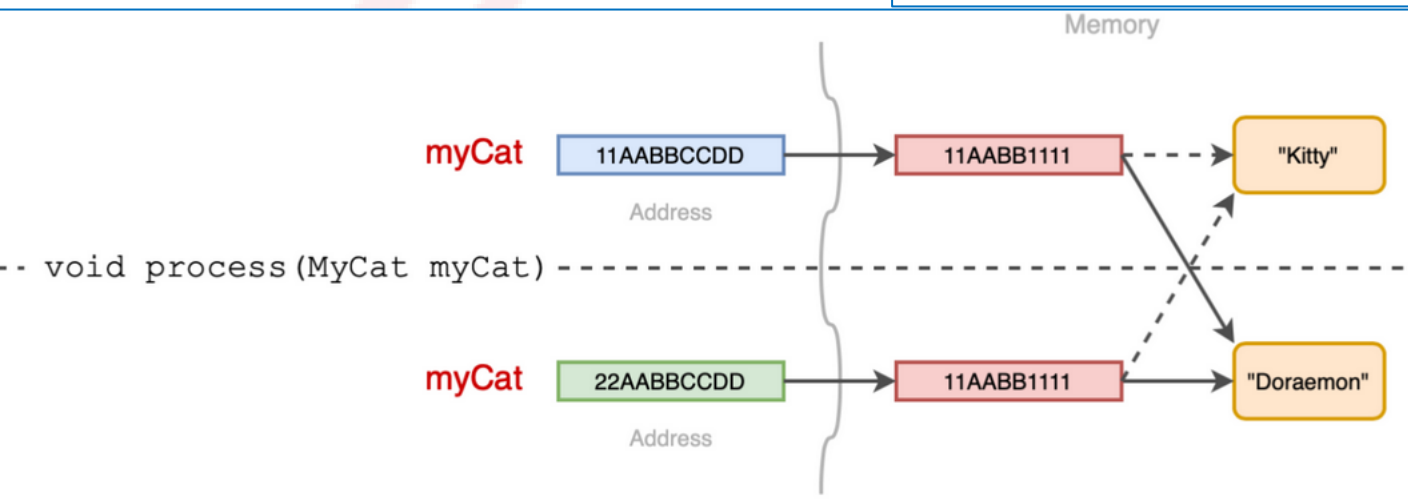 Memory
myCat 11AABBCCDD 11AABB1111 "Kitty"
Address
void process(MyCat myCat)
myCat 22AABBCCDD 11AABB1111 "Doraemon"
Address